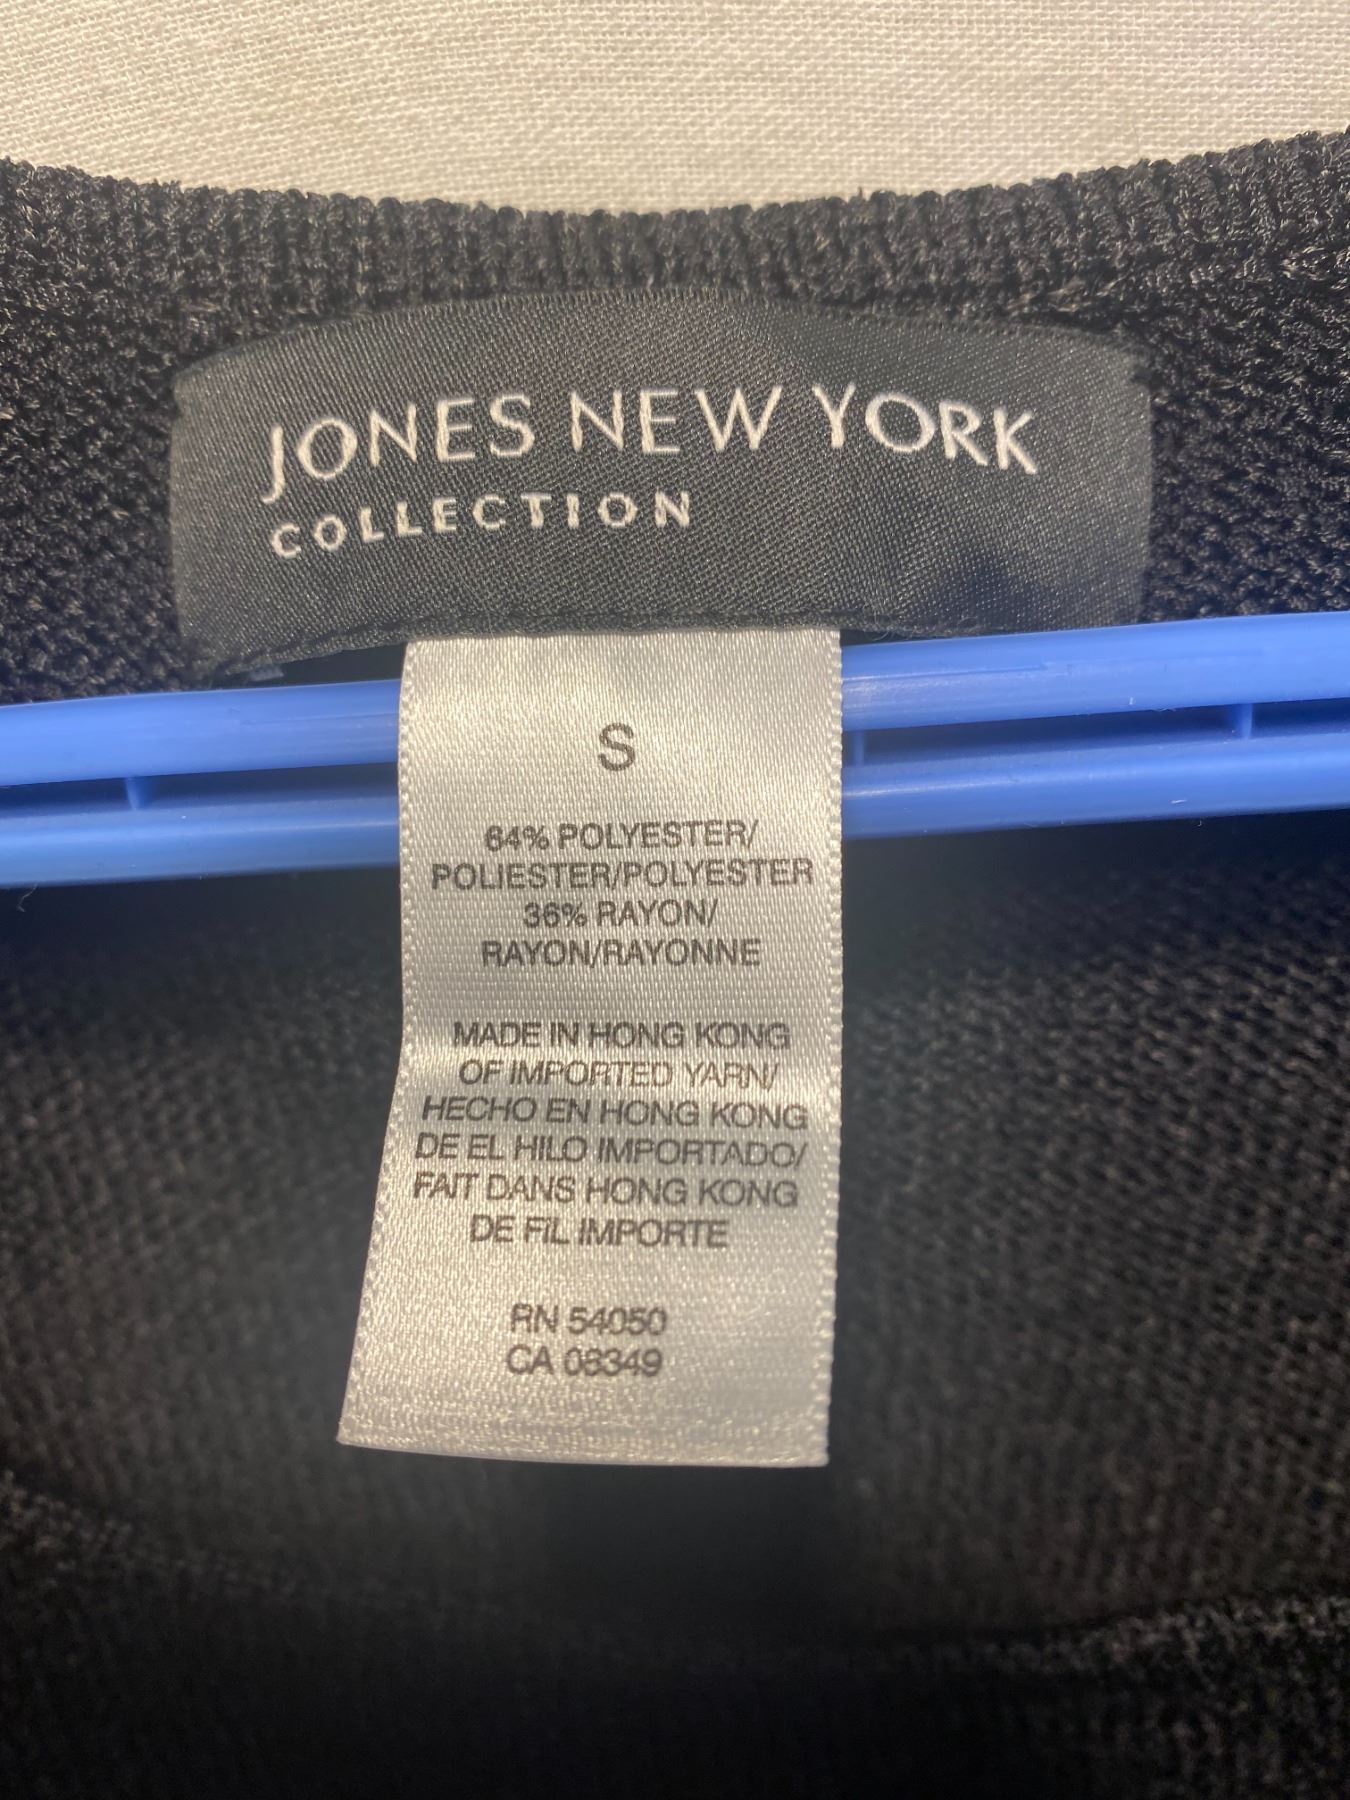 JONES NEW YORK
COLLECTION
S
64% POLYESTER/
POLIESTER/POLYESTER
36% RAYON/
RAYON/RAYONNE
MADE IN HONG KONG
OF IMPORTED YARN/
HECHO EN HONG KONG
DE EL HILO IMPORTADO/
FAIT DANS HONG KONG
DE FIL IMPORTE
RN 54050
CA 08349